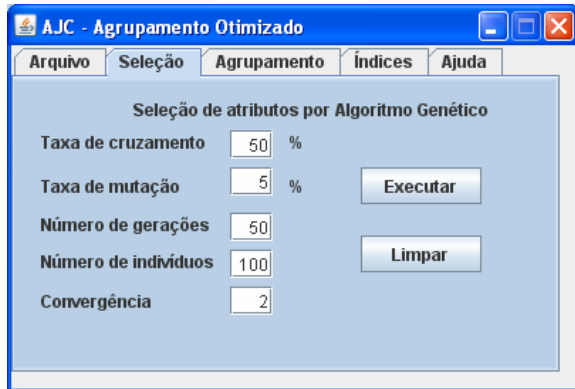 AJC - Agrupamento Otimizado
Arquivo Seleção Agrupamento Índices Ajuda
Seleção de atributos por Algoritmo Genético
Taxa de cruzamento 50 %
Taxa de mutação 5 % Executar
Número de gerações 50
Limpar
Número de indivíduos 100
Convergência 2